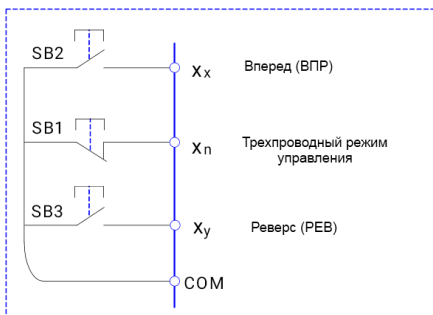 SB2
Xx
Вперед (ВПР)
SB1
Xn
Трехпроводный режим
управления
SB3
Xy
Реверс (РЕВ)
COM